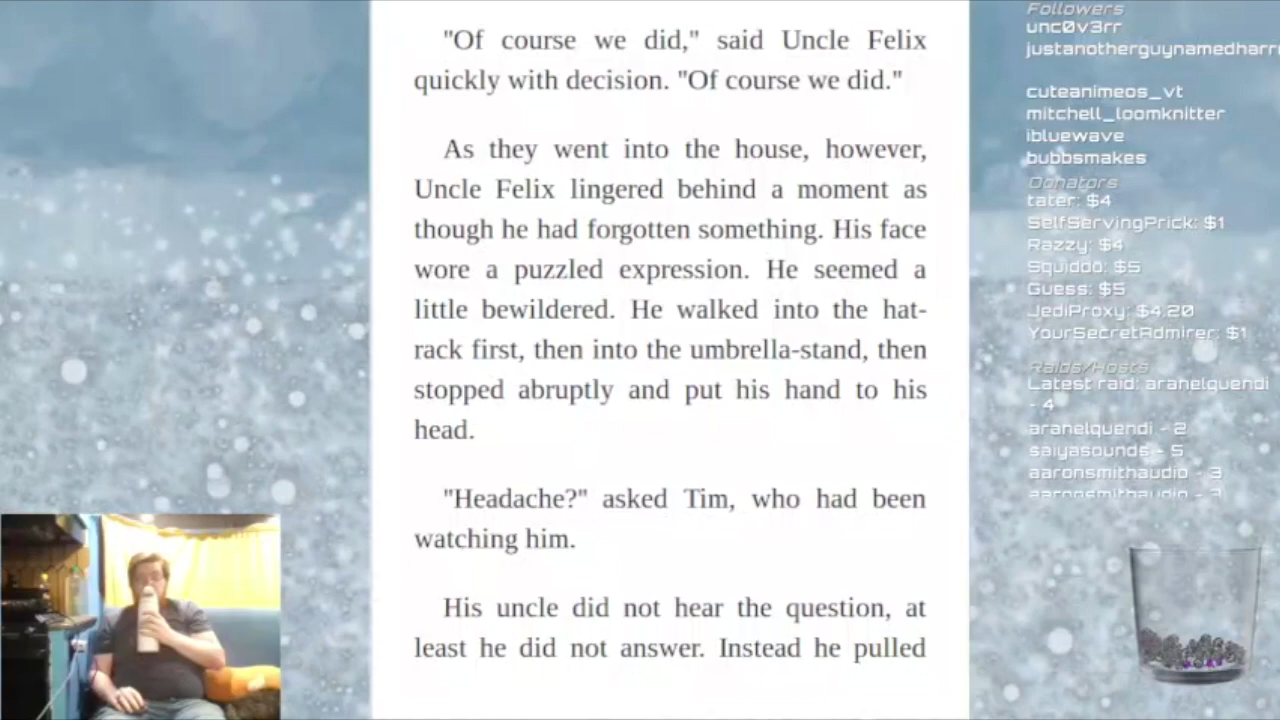 "Of course we did," said Uncle Felix
quickly with decision. "Of course we did."
As they went into the house, however,
Uncle Felix lingered behind a moment as
though he had forgotten something. His face
wore a puzzled expression. He seemed a
little bewildered. He walked into the hat-
rack first, then into the umbrella-stand, then
stopped abruptly and put his hand to his
head.
"Headache?" asked Tim, who had been
watching him.
His uncle did not hear the question, at
least he did not answer. Instead he pulled
Followers
unc0v3rr
justanotherguynamedharr
cuteanimeos_vt
mitchell_loomknitter
ibluewave
bubbsmakes
Donators
tater: $4
SelfServingPrick: $1
Razzy: $4
Squidoo: $5
Guess: $5
JediProxy: $4.20
YourSecretAdmirer: $1
Raids/Hosts
Latest raid: arahelquendi
- 4
arahelquendi - 2
saiyasounds - 5
aaronsmithaudio - 3
aaronsmithaudio - 3